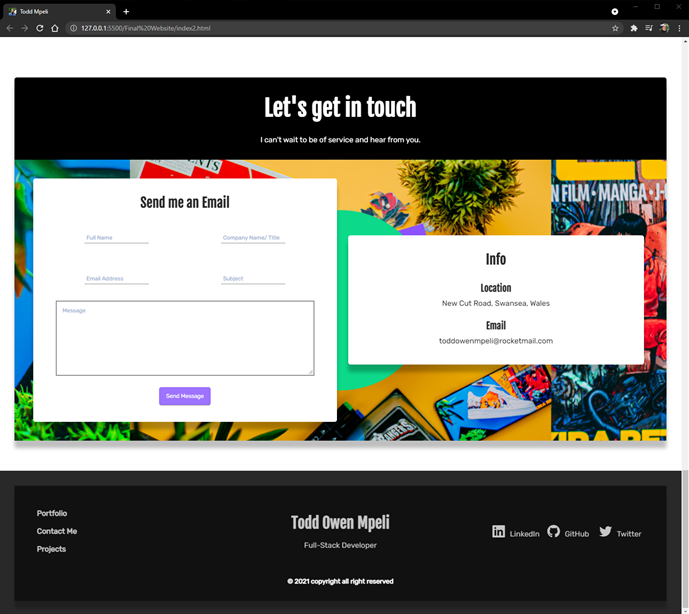 Todd Mpeli
127.0.0.1:5500/Final%20Website/index2.html
Let's get in touch
I can't wait to be of service and hear from you.
N FILM • MANGA •
Send me an Email
Full Name
Company Name/ Title
Email Address
Subject
Message
Send Message
Info
Location
New Cut Road, Swansea, Wales
Email
toddowenmpeli@rocketmail.com
Portfolio
Contact Me
Projects
Todd Owen Mpeli
Full-Stack Developer
LinkedIn
GitHub
Twitter
© 2021 copyright all right reserved